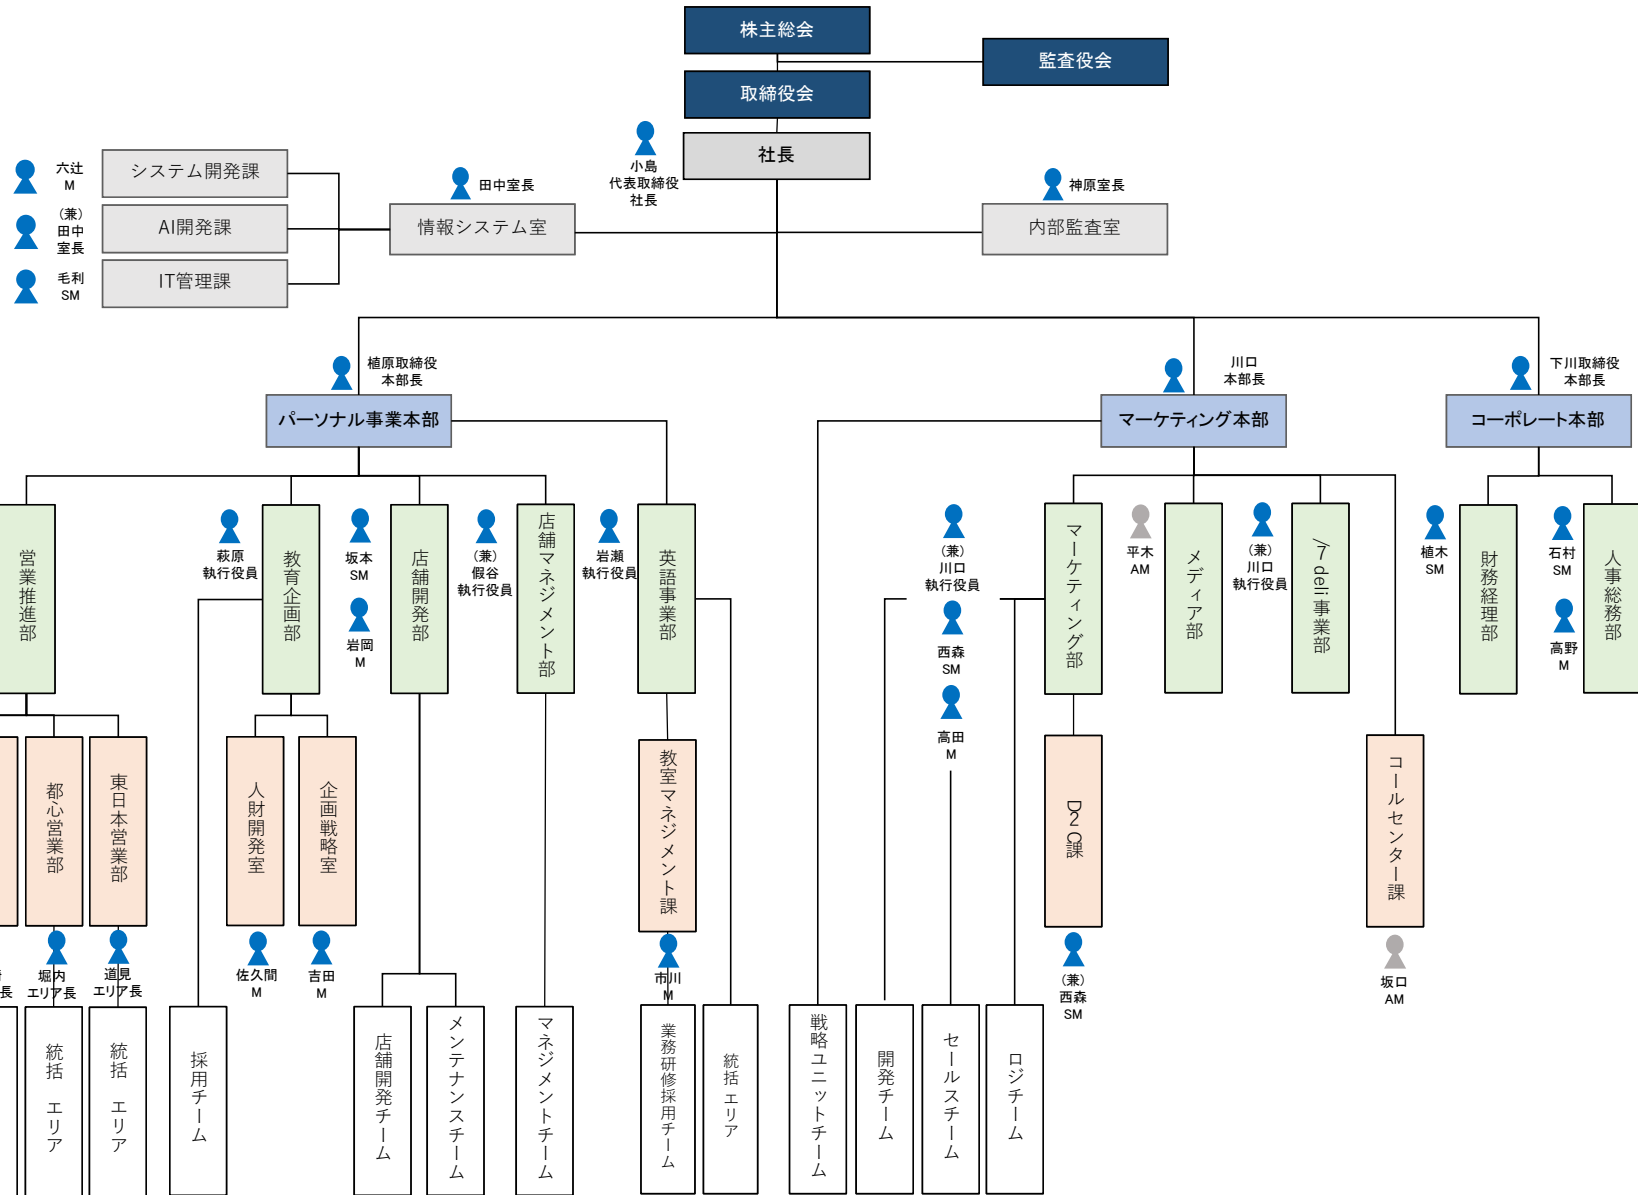 株主総会
監査役会
取締役会
社長
小島
代表取締役
社長
六辻
M
システム開発課
(兼)
田中
室長
AI開発課
毛利
SM
IT管理課
田中室長
情報システム室
神原室長
内部監査室
植原取締役
本部長
パーソナル事業本部
川口
本部長
マーケティング本部
下川取締役
本部長
コーポレート本部
営業推進部
萩原
執行役員
教育企画部
坂本
SM
岩岡
M
店舗開発部
(兼)
假谷
執行役員
店舗マネジメント部
岩瀬
執行役員
英語事業部
(兼)
川口
執行役員
西森
SM
高田
M
マーケティング部
平木
AM
メディア部
(兼)
川口
執行役員
/7 deli 事業部
植木
SM
財務経理部
石村
SM
高野
M
人事総務部
都心営業部
東日本営業部
人財開発室
企画戦略室
教室マネジメント課
D2C課
コールセンター課
長
堀内
エリア長
道見
エリア長
佐久間
M
吉田
M
市川
M
(兼)
西森
SM
坂口
AM
統括 エリア
統括 エリア
採用チーム
店舗開発チーム
メンテナンスチーム
マネジメントチーム
業務研修採用チーム
統括 エリア
戦略ユニットチーム
開発チーム
セールスチーム
ロジチーム